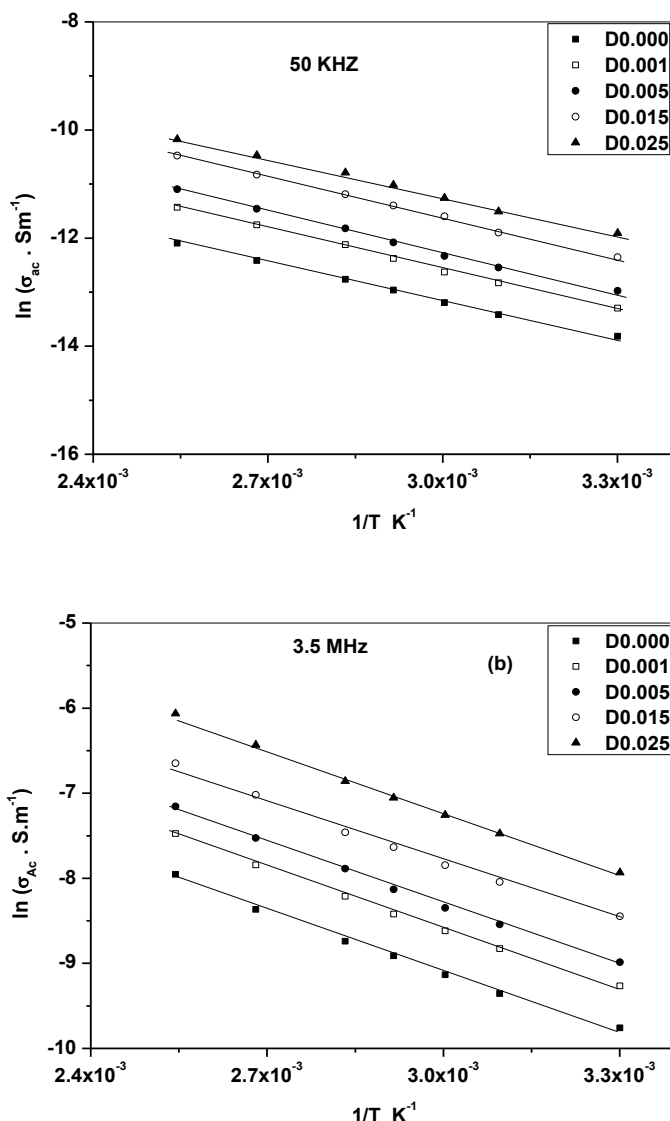 -8
50 KHZ
D0.000
D0.001
D0.005
D0.015
D0.025
-10
-12
-14
-16
ln (σac . Sm-1)
2.4x10-3 2.7x10-3 3.0x10-3 3.3x10-3
1/T K-1
-5
3.5 MHz
(b)
D0.000
D0.001
D0.005
D0.015
D0.025
-6
-7
-8
-9
-10
ln (σAc . S.m-1)
2.4x10-3 2.7x10-3 3.0x10-3 3.3x10-3
1/T K-1